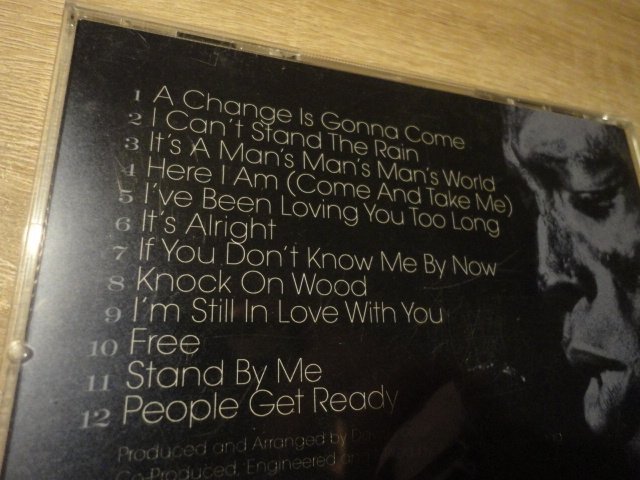 1 A Change Is Gonna Come
2 I Can't Stand The Rain
3 It's A Man's Man's Man's World
4 Here I Am (Come And Take Me)
5 I've Been Loving You Too Long
6 It's Alright
7 If You Don't Know Me By Now
8 Knock On Wood
9 I'm Still In Love With You
10 Free
11 Stand By Me
12 People Get Ready
Produced and Arranged by
Co-Produced, Engineered and